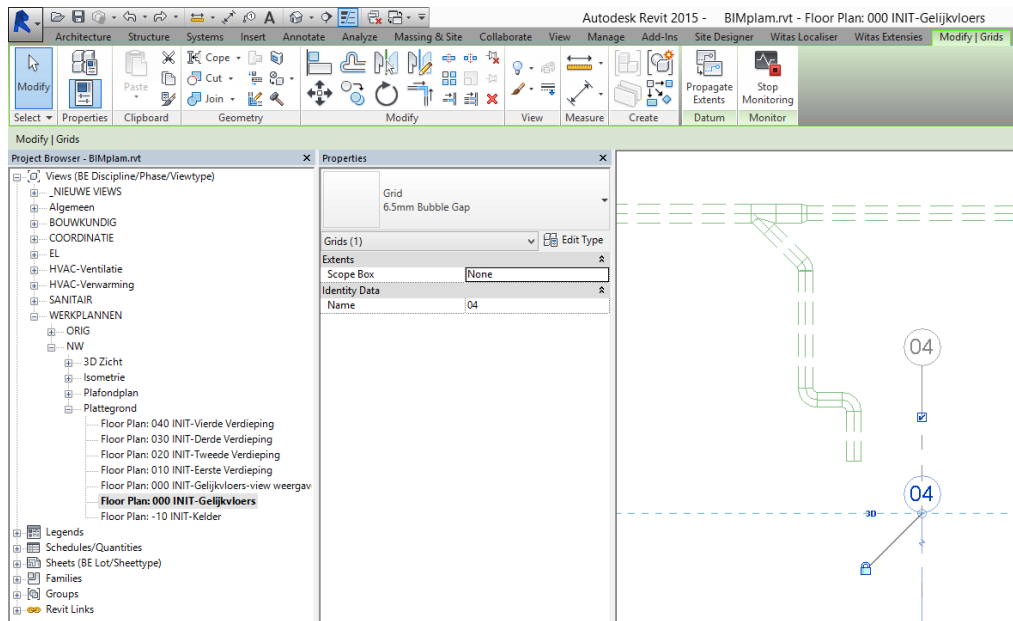 Autodesk Revit 2015 - BIMplam.rvt - Floor Plan: 000 INIT-Gelijkvloers
Architecture Structure Systems Insert Annotate Analyze Massing & Site Collaborate View Manage Add-Ins Site Designer Witas Localiser Witas Extensies Modify | Grids
Modify
Paste
Cope
Cut
Join
Propagate Extents
Stop Monitoring
Select Properties Clipboard Geometry Modify View Measure Create Datum Monitor
Modify | Grids
Project Browser - BIMplam.rvt
Views (BE Discipline/Phase/Viewtype)
_NIEUWE VIEWS
Algemeen
BOUWKUNDIG
COORDINATIE
EL
HVAC-Ventilatie
HVAC-Verwarming
SANITAIR
WERKPLANNEN
ORIG
NW
3D Zicht
Isometrie
Plafondplan
Plattegrond
Floor Plan: 040 INIT-Vierde Verdieping
Floor Plan: 030 INIT-Derde Verdieping
Floor Plan: 020 INIT-Tweede Verdieping
Floor Plan: 010 INIT-Eerste Verdieping
Floor Plan: 000 INIT-Gelijkvloers-view weergav
Floor Plan: 000 INIT-Gelijkvloers
Floor Plan: -10 INIT-Kelder
Legends
Schedules/Quantities
Sheets (BE Lot/Sheettype)
Families
Groups
Revit Links
Properties
Grid
6.5mm Bubble Gap
Grids (1) Edit Type
Extents
Scope Box None
Identity Data
Name 04
04
04
3D